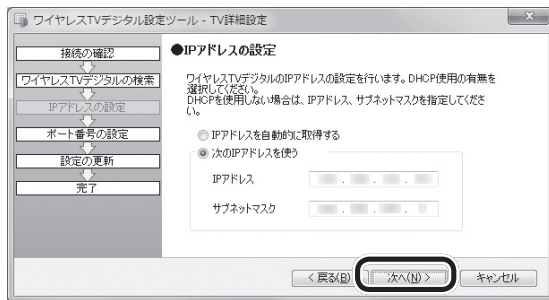 ワイヤレスTVデジタル設定ツール - TV詳細設定
接続の確認
ワイヤレスTVデジタルの検索
IPアドレスの設定
ポート番号の設定
設定の更新
完了
●IPアドレスの設定
ワイヤレスTVデジタルのIPアドレスの設定を行います。DHCP使用の有無を
選択してください。
DHCPを使用しない場合は、IPアドレス、サブネットマスクを指定してくださ
い。
IPアドレスを自動的に取得する
次のIPアドレスを使う
IPアドレス
サブネットマスク
< 戻る(B)
次へ(N) >
キャンセル